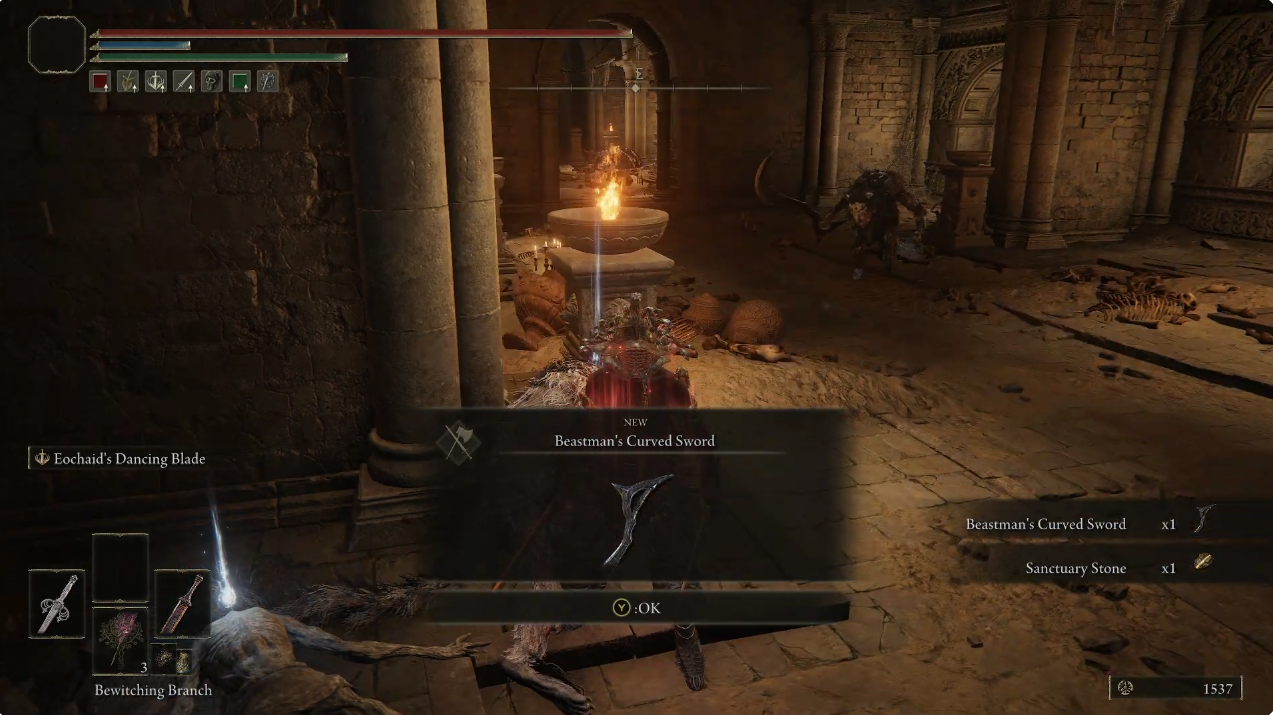 NEW
Beastman's Curved Sword
Eochaid's Dancing Blade
Beastman's Curved Sword x1
Sanctuary Stone x1
Y:OK
3
Bewitching Branch
1537